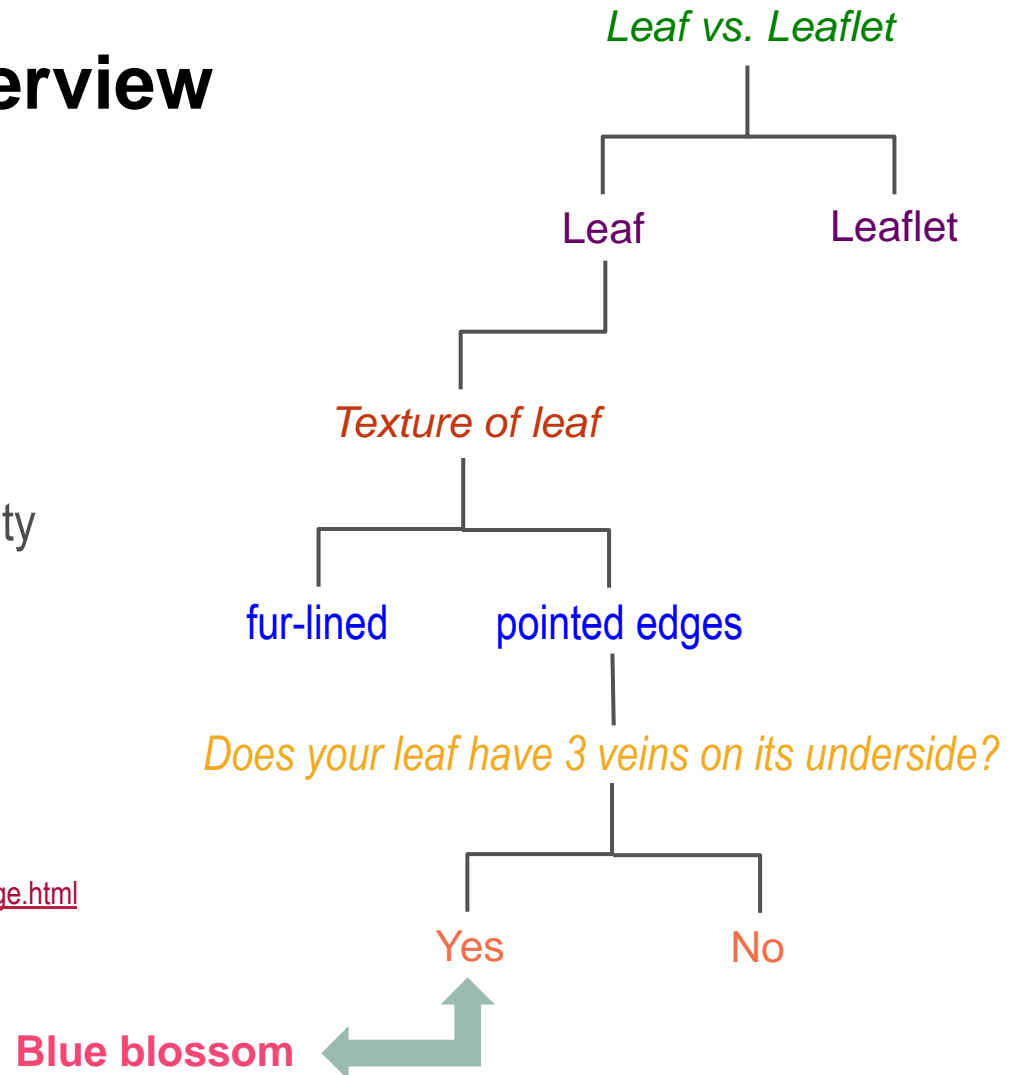 Leaf vs. Leaflet
erview
Leaf
Leaflet
Texture of leaf
ty
fur-lined
pointed edges
Does your leaf have 3 veins on its underside?
ge.html
Yes
No
Blue blossom